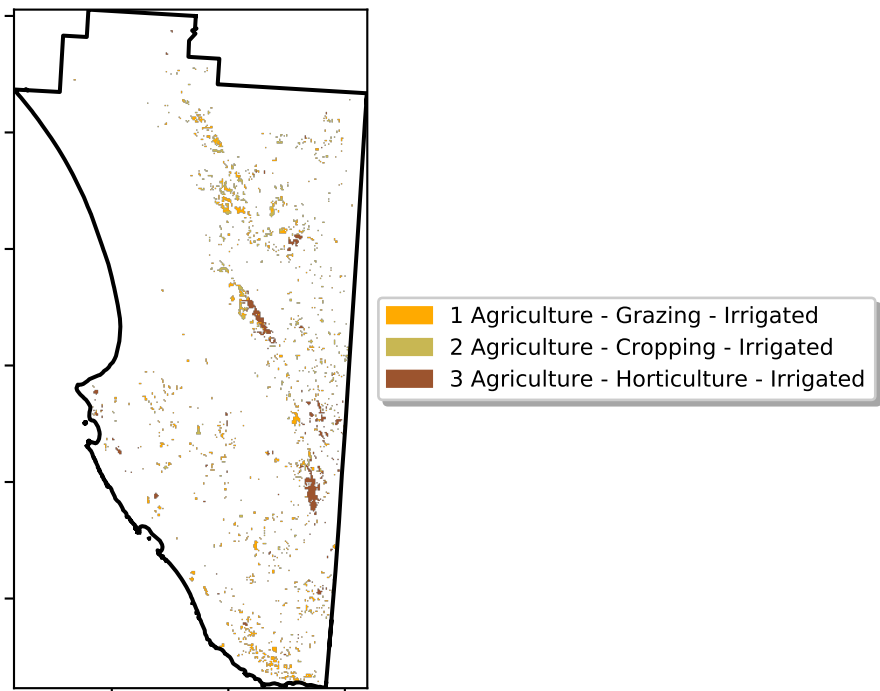 1 Agriculture - Grazing - Irrigated
2 Agriculture - Cropping - Irrigated
3 Agriculture - Horticulture - Irrigated